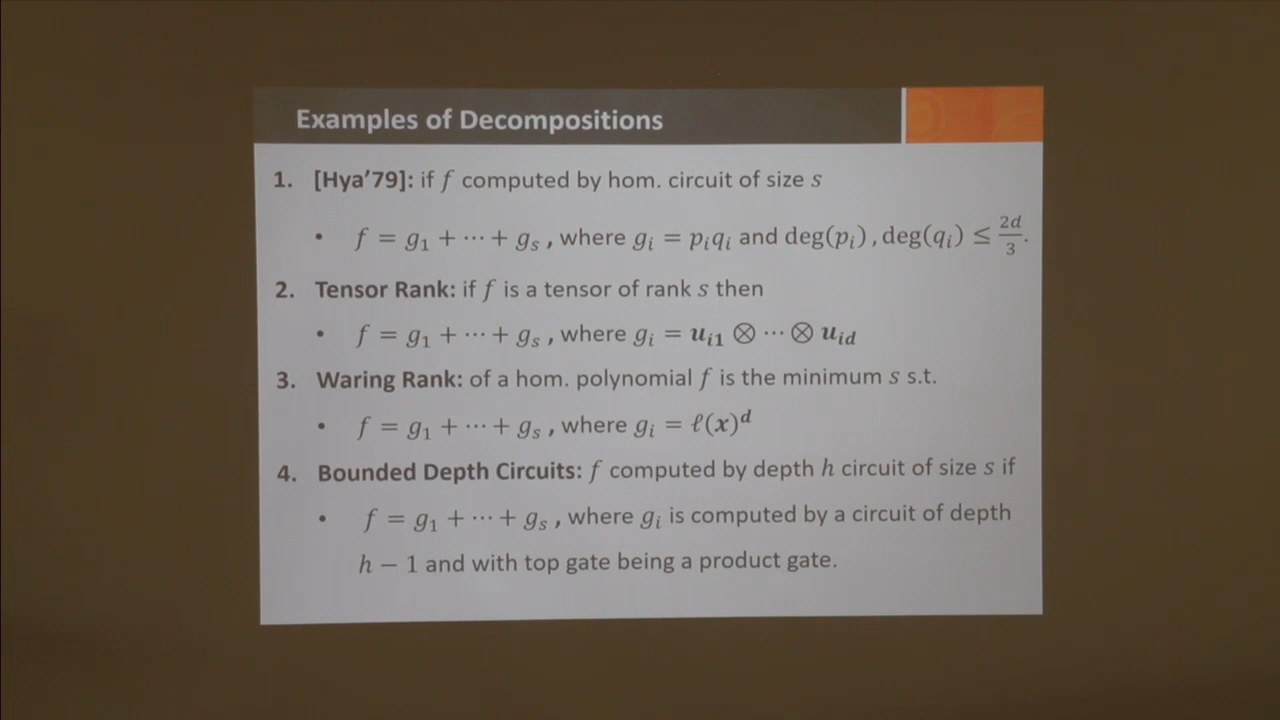 Examples of Decompositions
1. [Hya'79]: if f computed by hom. circuit of size s
• f = g₁ + ⋯ + gₛ , where gᵢ = pᵢqᵢ and deg(pᵢ) , deg(qᵢ) ≤ 2d/3.
2. Tensor Rank: if f is a tensor of rank s then
• f = g₁ + ⋯ + gₛ , where gᵢ = uᵢ₁ ⊗ ⋯ ⊗ u_{id}
3. Waring Rank: of a hom. polynomial f is the minimum s s.t.
• f = g₁ + ⋯ + gₛ , where gᵢ = ℓ(x)ᵈ
4. Bounded Depth Circuits: f computed by depth h circuit of size s if
• f = g₁ + ⋯ + gₛ , where gᵢ is computed by a circuit of depth
h − 1 and with top gate being a product gate.